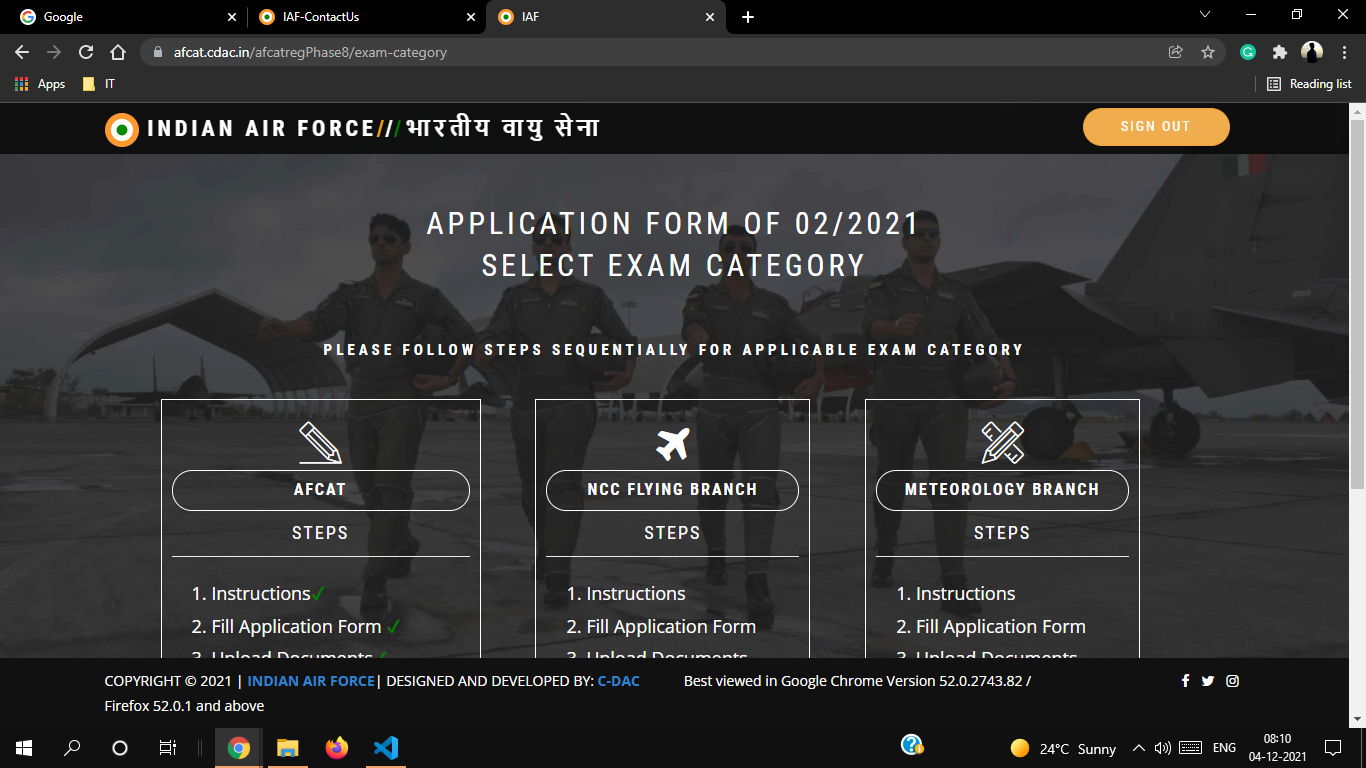 Google
IAF-ContactUs
IAF
afcat.cdac.in/afcatregPhase8/exam-category
Apps
IT
Reading list
INDIAN AIR FORCE///भारतीय वायु सेना
SIGN OUT
APPLICATION FORM OF 02/2021
SELECT EXAM CATEGORY
PLEASE FOLLOW STEPS SEQUENTIALLY FOR APPLICABLE EXAM CATEGORY
AFCAT
STEPS
1. Instructions✓
2. Fill Application Form ✓
3. Upload Documents ✓
NCC FLYING BRANCH
STEPS
1. Instructions
2. Fill Application Form
3. Upload Documents
METEOROLOGY BRANCH
STEPS
1. Instructions
2. Fill Application Form
3. Upload Documents
COPYRIGHT © 2021 | INDIAN AIR FORCE| DESIGNED AND DEVELOPED BY: C-DAC
Best viewed in Google Chrome Version 52.0.2743.82 /
Firefox 52.0.1 and above
24°C Sunny
ENG
08:10
04-12-2021